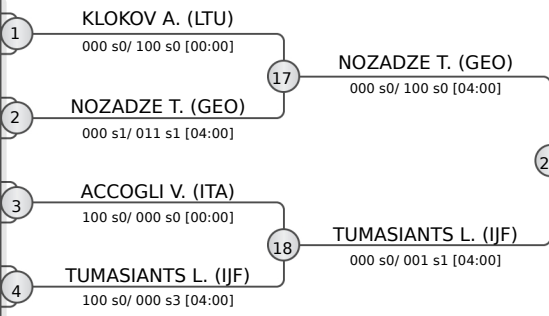 KLOKOV A. (LTU)
1
000 s0/ 100 s0 [00:00]
NOZADZE T. (GEO)
17
000 s0/ 100 s0 [04:00]
NOZADZE T. (GEO)
2
000 s1/ 011 s1 [04:00]
2
ACCOGLI V. (ITA)
3
100 s0/ 000 s0 [00:00]
TUMASIANTS L. (IJF)
18
000 s0/ 001 s1 [04:00]
TUMASIANTS L. (IJF)
4
100 s0/ 000 s3 [04:00]